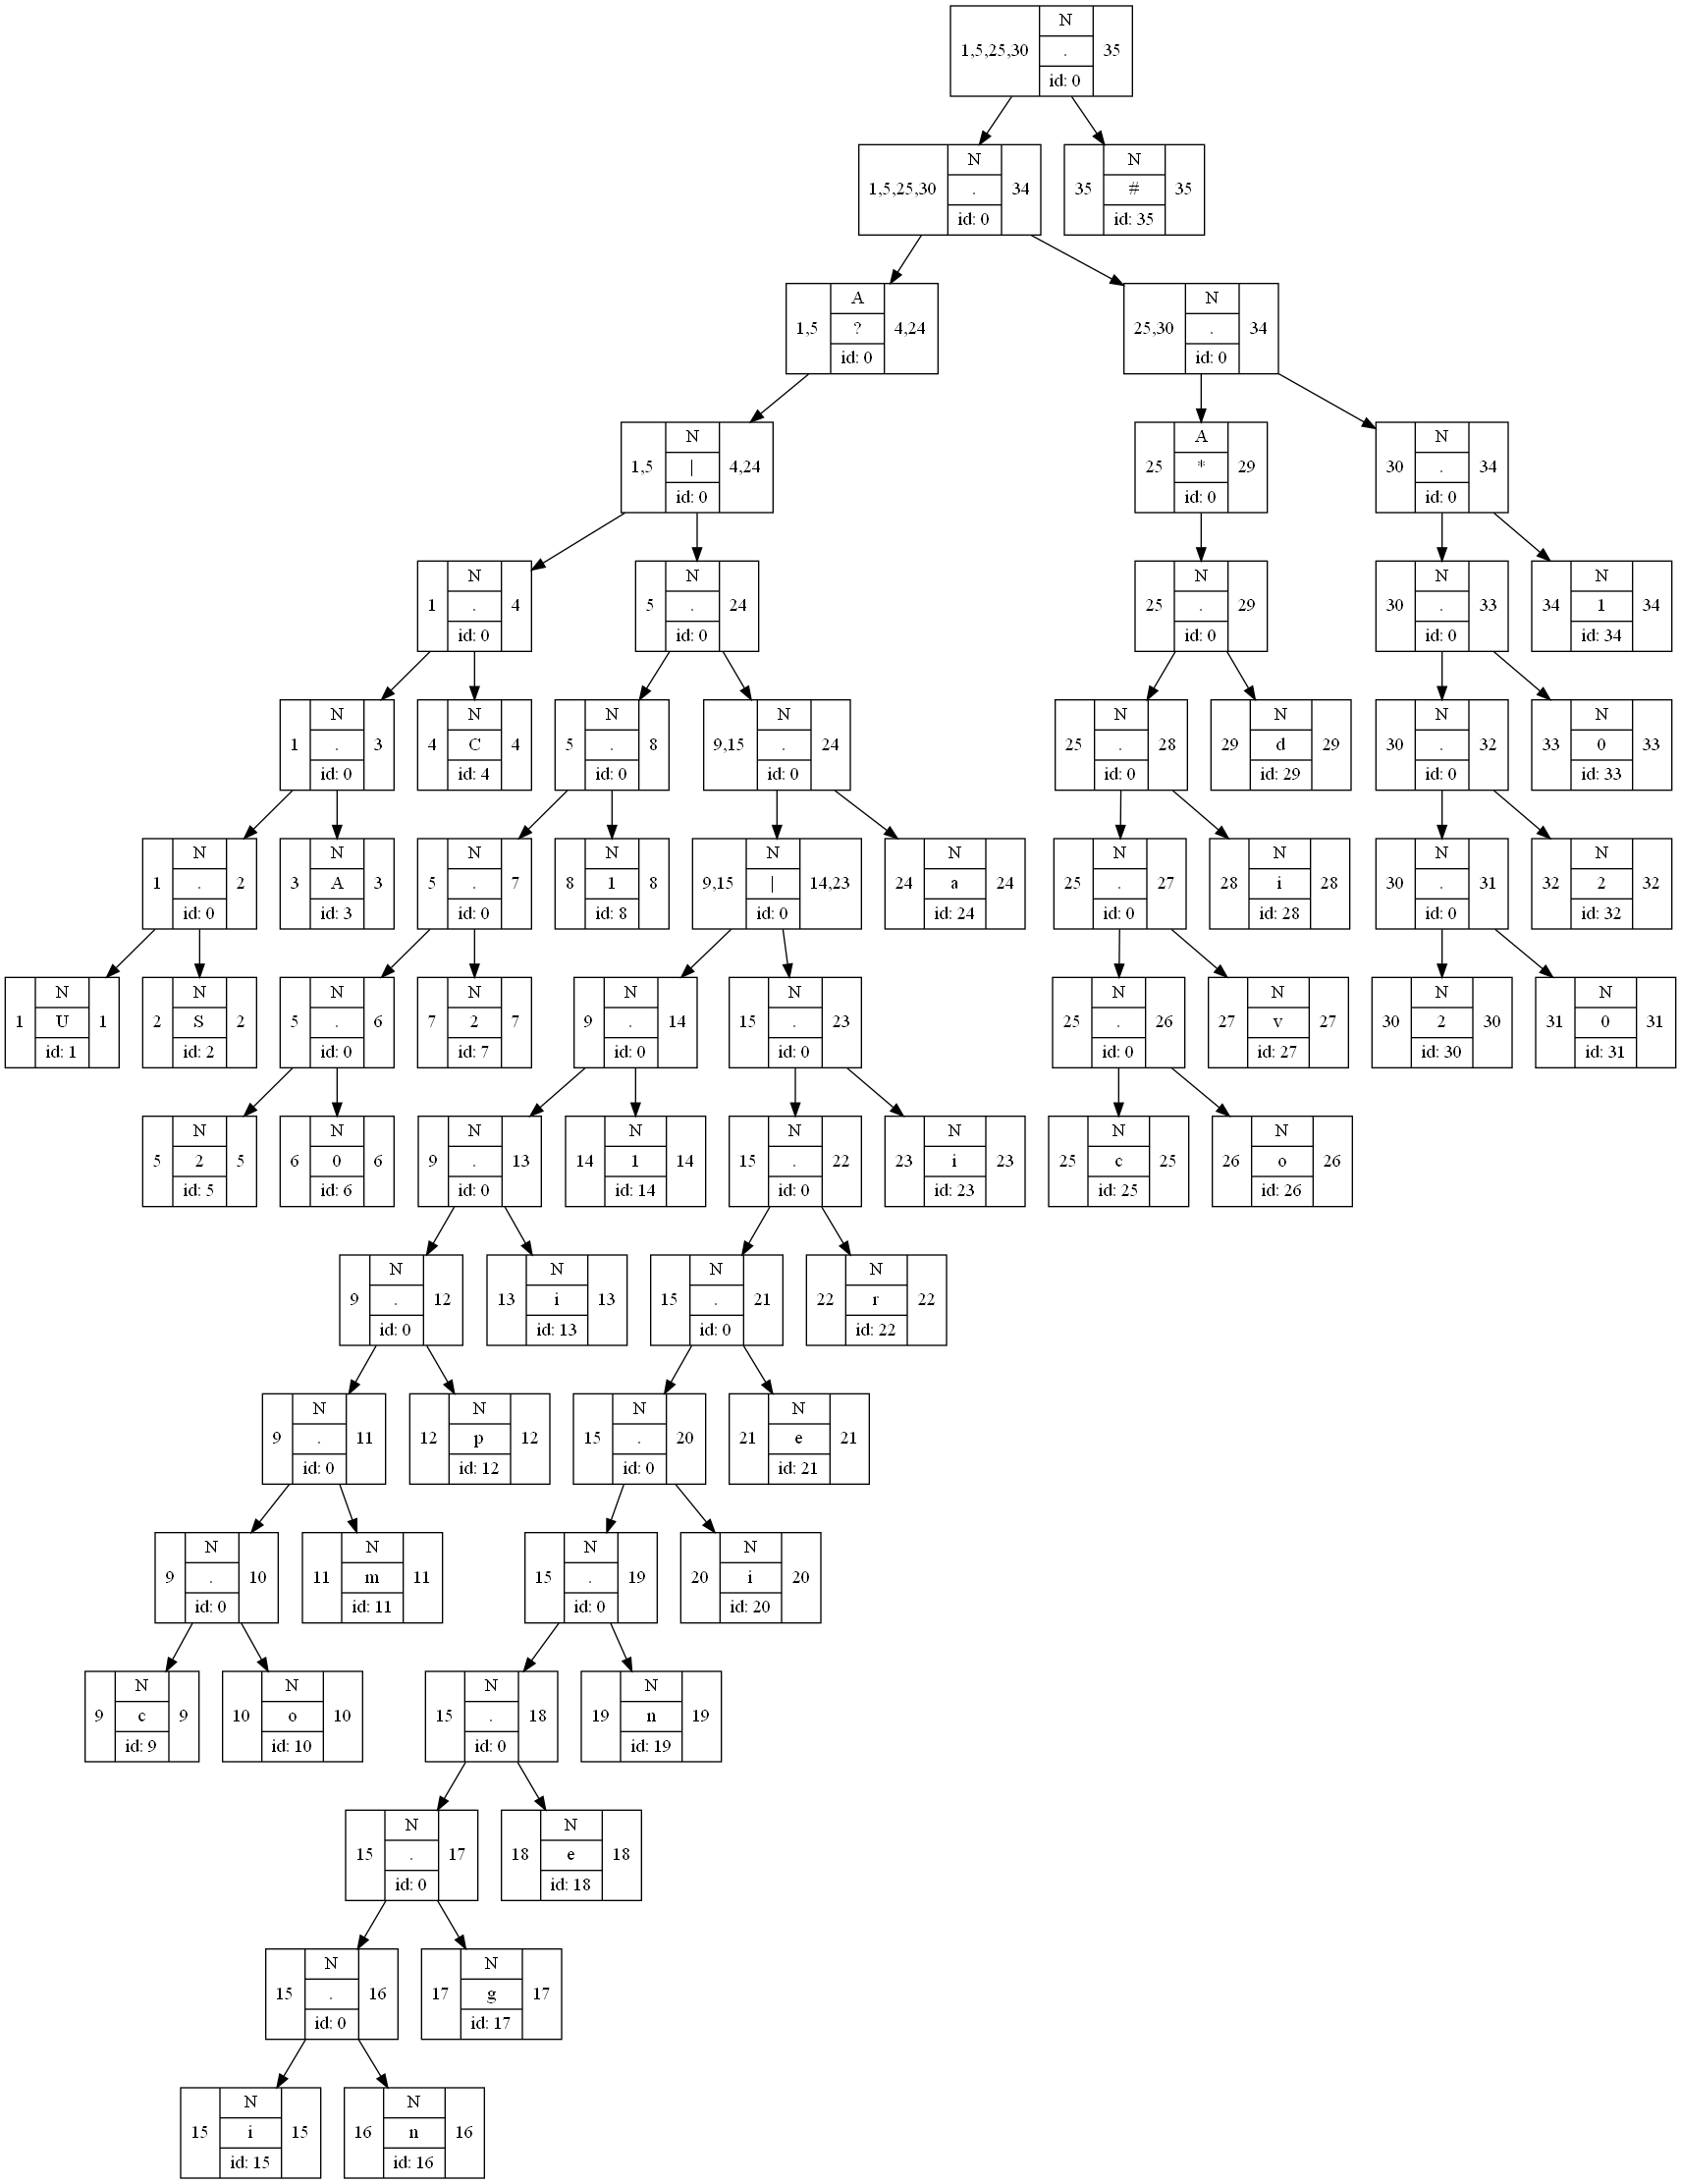 N
1,5,25,30 . 35
id: 0
N
1,5,25,30 . 34
id: 0
N
35 # 35
id: 35
A
1,5 ? 4,24
id: 0
N
25,30 . 34
id: 0
N
1,5 | 4,24
id: 0
A
25 * 29
id: 0
N
30 . 34
id: 0
N
1 . 4
id: 0
N
5 . 24
id: 0
N
25 . 29
id: 0
N
30 . 33
id: 0
N
34 1 34
id: 34
N
1 . 3
id: 0
N
4 C 4
id: 4
N
5 . 8
id: 0
N
9,15 . 24
id: 0
N
25 . 28
id: 0
N
29 d 29
id: 29
N
30 . 32
id: 0
N
33 0 33
id: 33
N
1 . 2
id: 0
N
3 A 3
id: 3
N
5 . 7
id: 0
N
8 1 8
id: 8
N
9,15 | 14,23
id: 0
N
24 a 24
id: 24
N
25 . 27
id: 0
N
28 i 28
id: 28
N
30 . 31
id: 0
N
32 2 32
id: 32
N
1 U 1
id: 1
N
2 S 2
id: 2
N
5 . 6
id: 0
N
7 2 7
id: 7
N
9 . 14
id: 0
N
15 . 23
id: 0
N
25 . 26
id: 0
N
27 v 27
id: 27
N
30 2 30
id: 30
N
31 0 31
id: 31
N
5 2 5
id: 5
N
6 0 6
id: 6
N
9 . 13
id: 0
N
14 1 14
id: 14
N
15 . 22
id: 0
N
23 i 23
id: 23
N
25 c 25
id: 25
N
26 o 26
id: 26
N
9 . 12
id: 0
N
13 i 13
id: 13
N
15 . 21
id: 0
N
22 r 22
id: 22
N
9 . 11
id: 0
N
12 p 12
id: 12
N
15 . 20
id: 0
N
21 e 21
id: 21
N
9 . 10
id: 0
N
11 m 11
id: 11
N
15 . 19
id: 0
N
20 i 20
id: 20
N
9 c 9
id: 9
N
10 o 10
id: 10
N
15 . 18
id: 0
N
19 n 19
id: 19
N
15 . 17
id: 0
N
18 e 18
id: 18
N
15 . 16
id: 0
N
17 g 17
id: 17
N
15 i 15
id: 15
N
16 n 16
id: 16